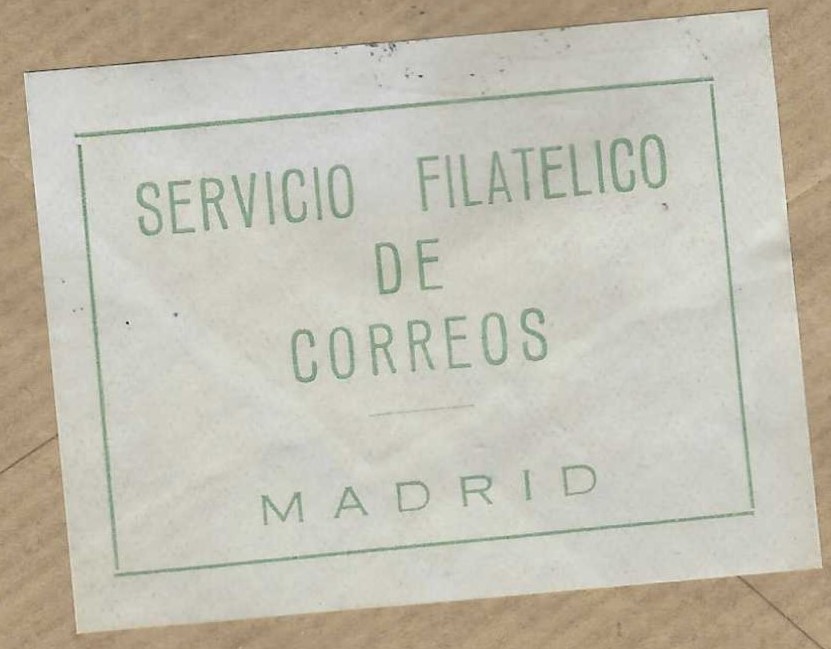 SERVICIO FILATELICO
DE
CORREOS
MADRID